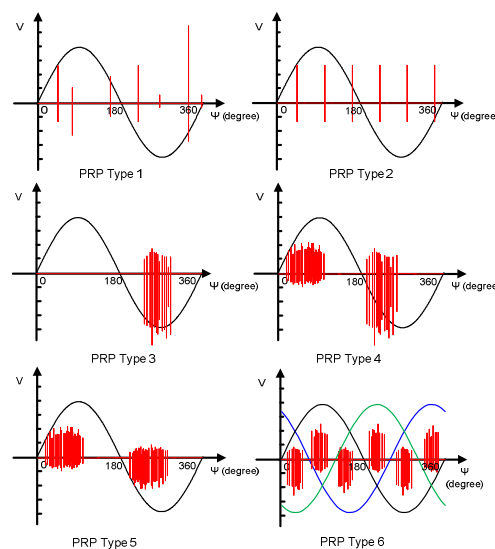 V
V
0
180
360
Ψ (degree)
0
180
360
Ψ (degree
PRP Type 1
PRP Type 2
V
V
0
180
360
Ψ (degree)
0
180
360
Ψ (degree
PRP Type 3
PRP Type 4
V
V
0
180
360
Ψ (degree)
0
180
360
Ψ
(degree)
PRP Type 5
PRP Type 6